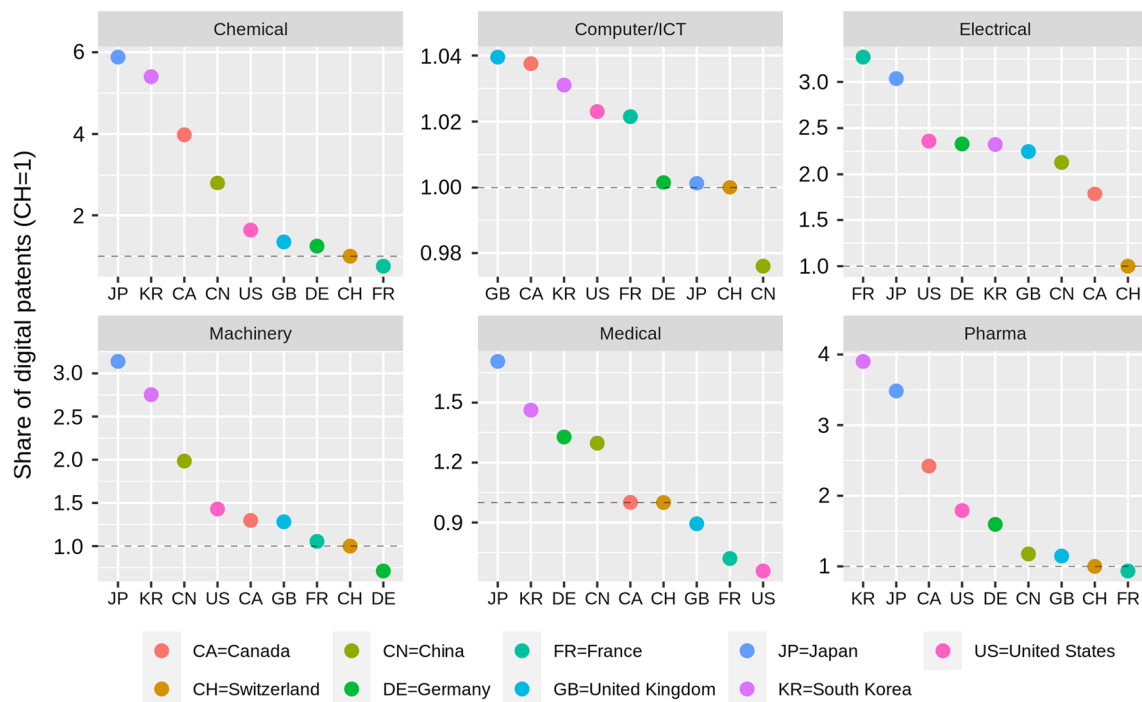 Share of digital patents (CH=1)
Chemical
6
4
2
JP KR CA CN US GB DE CH FR
Computer/ICT
1.04
1.02
1.00
0.98
GB CA KR US FR DE JP CH CN
Electrical
3.0
2.5
2.0
1.5
1.0
FR JP US DE KR GB CN CA CH
Machinery
3.0
2.5
2.0
1.5
1.0
JP KR CN US CA GB FR CH DE
Medical
1.5
1.2
0.9
JP KR DE CN CA CH GB FR US
Pharma
4
3
2
1
KR JP CA US DE CN GB CH FR
CA=Canada CN=China FR=France JP=Japan US=United States
CH=Switzerland DE=Germany GB=United Kingdom KR=South Korea